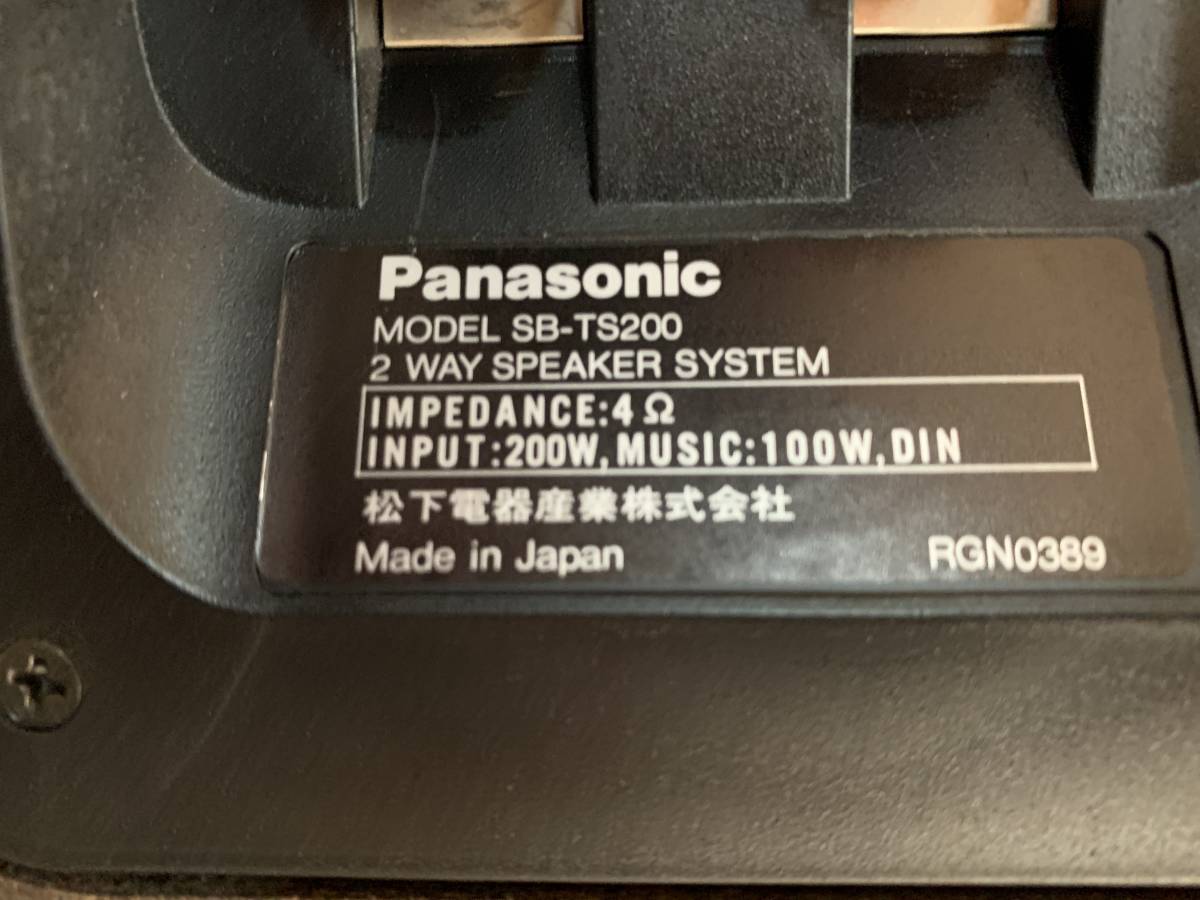 Panasonic
MODEL SB-TS200
2 WAY SPEAKER SYSTEM
IMPEDANCE:4Ω
INPUT:200W,MUSIC:100W,DIN
松下電器産業株式会社
Made in Japan RGN0389